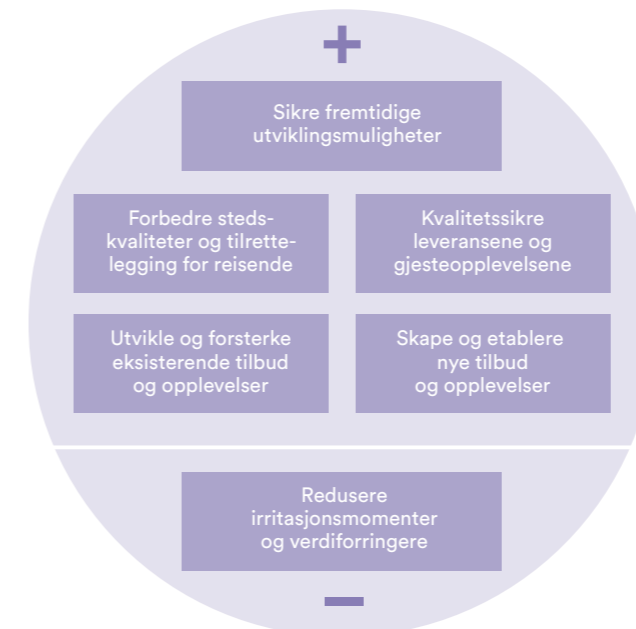 +
Sikre fremtidige
utviklingsmuligheter
Forbedre steds-
kvaliteter og tilrette-
legging for reisende
Kvalitetssikre
leveransene og
gjesteopplevelsene
Utvikle og forsterke
eksisterende tilbud
og opplevelser
Skape og etablere
nye tilbud
og opplevelser
Redusere
irritasjonsmomenter
og verdiforringere
−